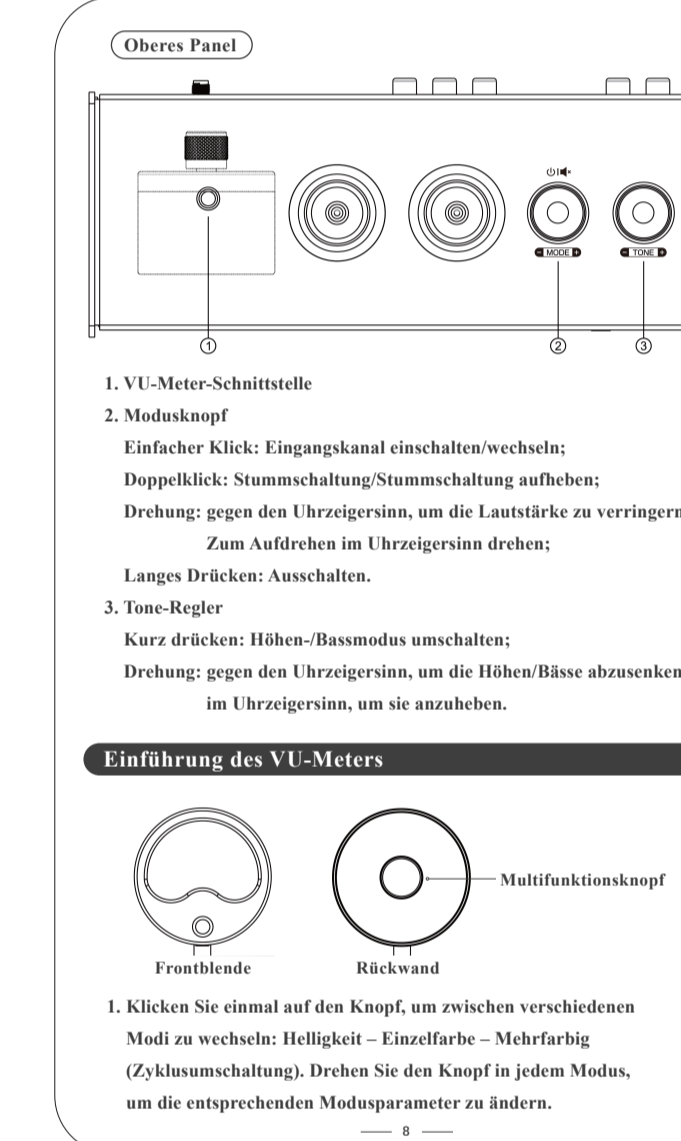 Oberes Panel
- MODE +
- TONE +
①
②
③
1. VU-Meter-Schnittstelle
2. Modusknopf
Einfacher Klick: Eingangskanal einschalten/wechseln;
Doppelklick: Stummschaltung/Stummschaltung aufheben;
Drehung: gegen den Uhrzeigersinn, um die Lautstärke zu verringern
Zum Aufdrehen im Uhrzeigersinn drehen;
Langes Drücken: Ausschalten.
3. Tone-Regler
Kurz drücken: Höhen-/Bassmodus umschalten;
Drehung: gegen den Uhrzeigersinn, um die Höhen/Bässe abzusenken
im Uhrzeigersinn, um sie anzuheben.
Einführung des VU-Meters
Multifunktionsknopf
Frontblende
Rückwand
1. Klicken Sie einmal auf den Knopf, um zwischen verschiedenen
Modi zu wechseln: Helligkeit – Einzelfarbe – Mehrfarbig
(Zyklusumschaltung). Drehen Sie den Knopf in jedem Modus,
um die entsprechenden Modusparameter zu ändern.
8